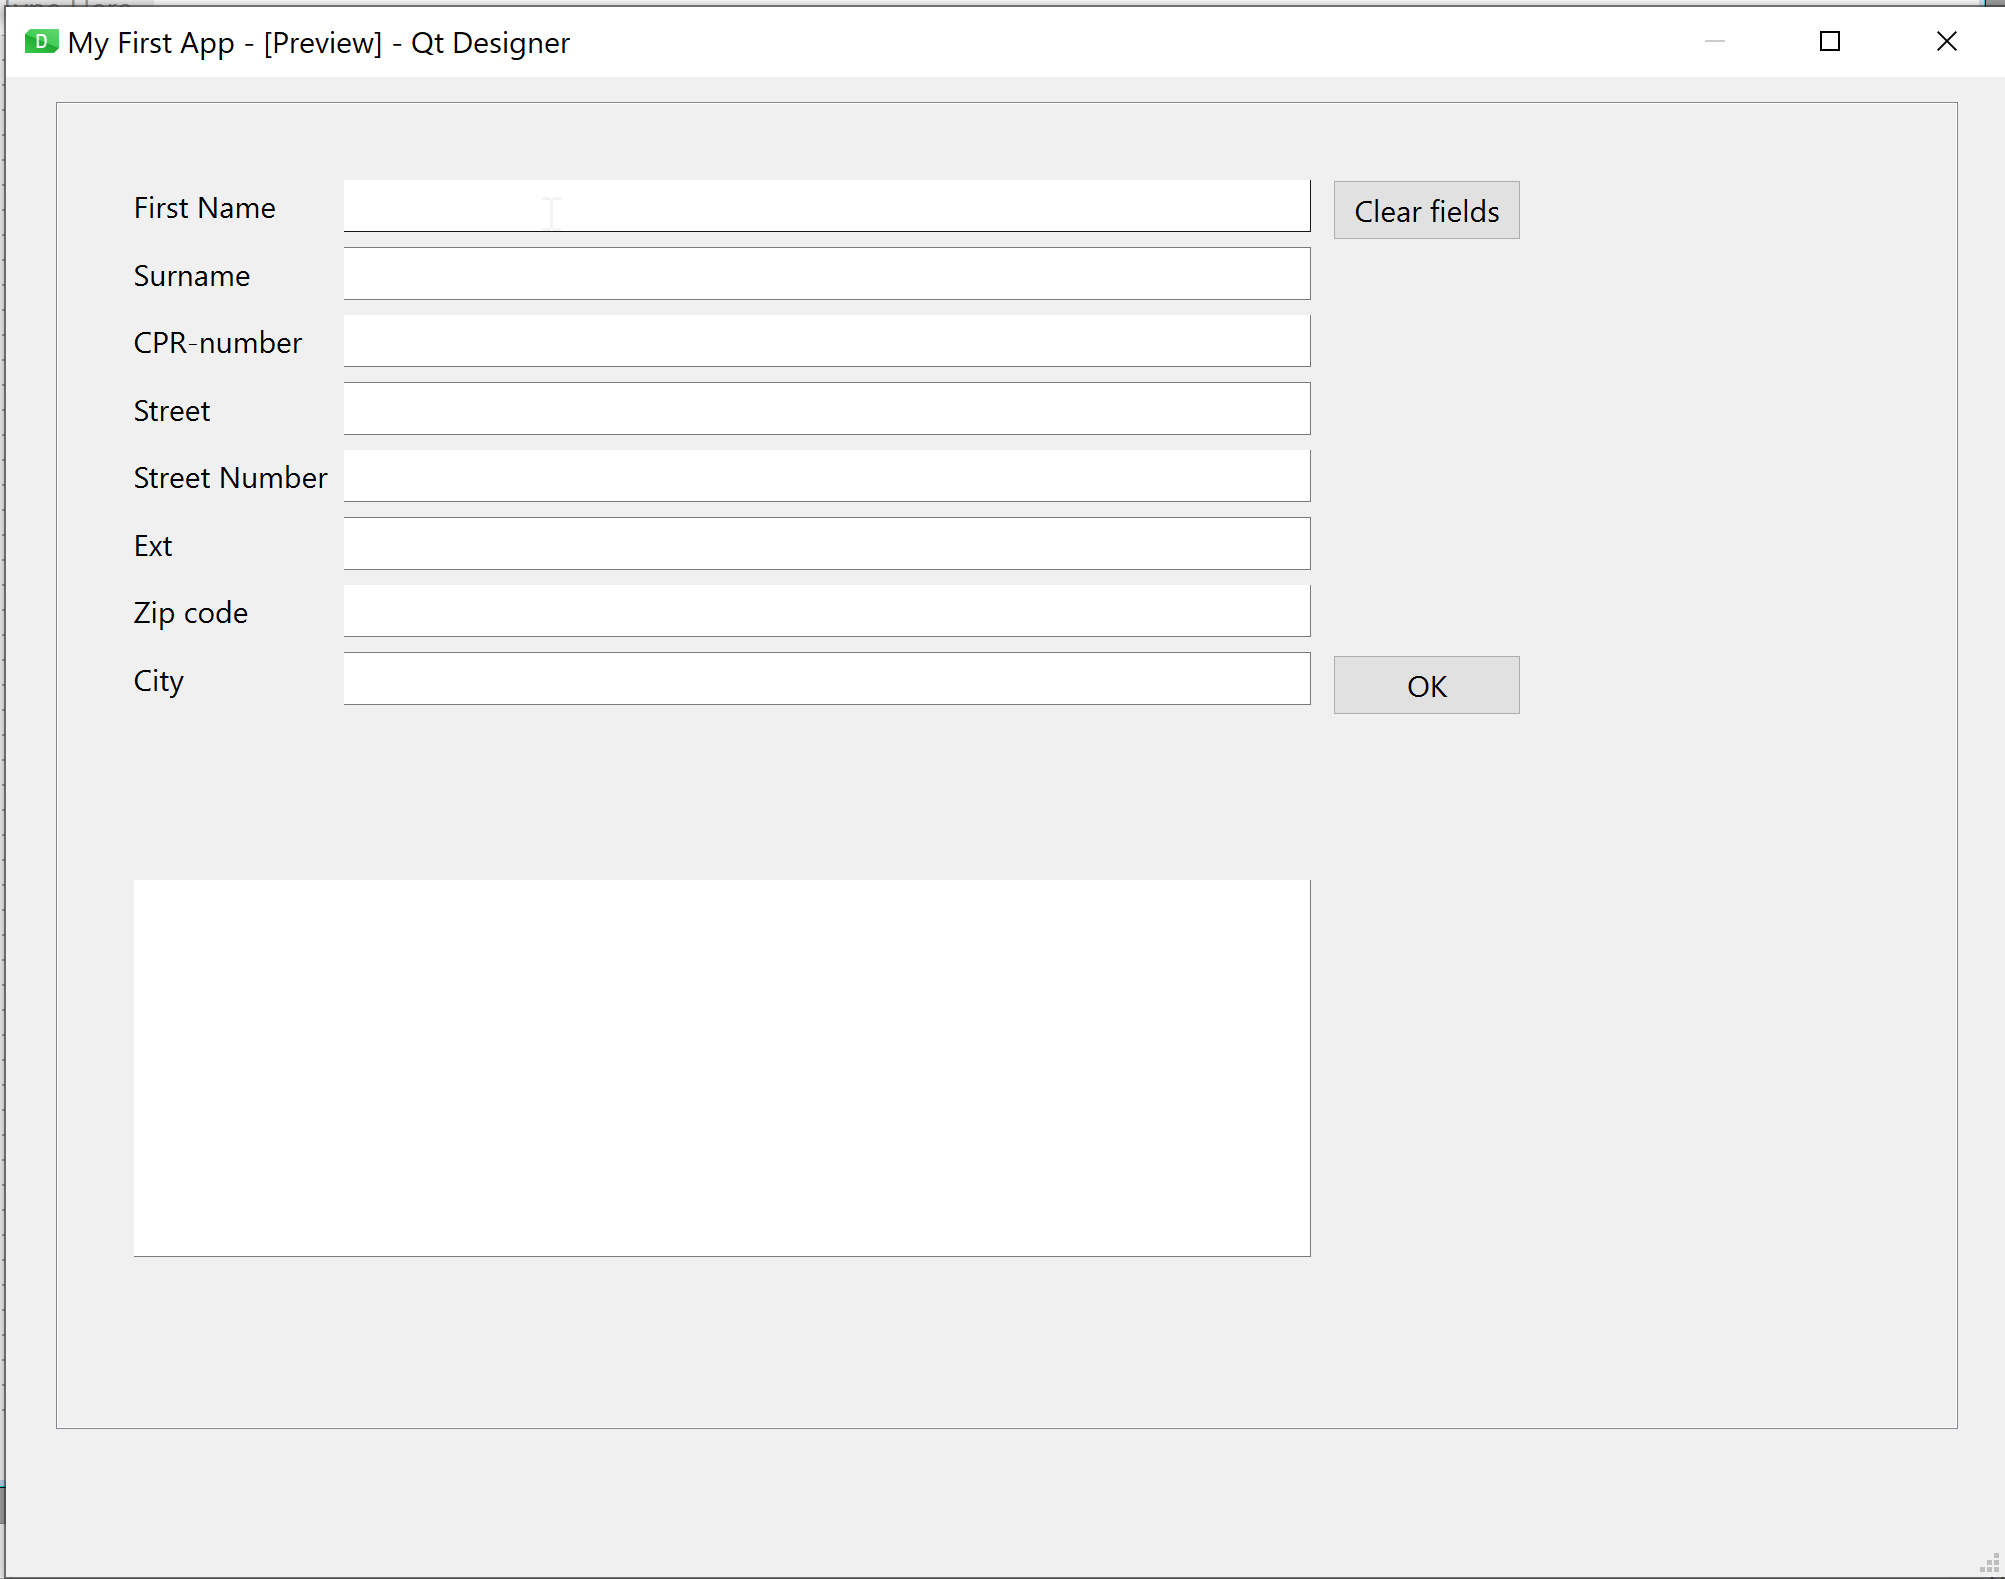 My First App - [Preview] - Qt Designer
First Name
Clear fields
Surname
CPR-number
Street
Street Number
Ext
Zip code
City
OK